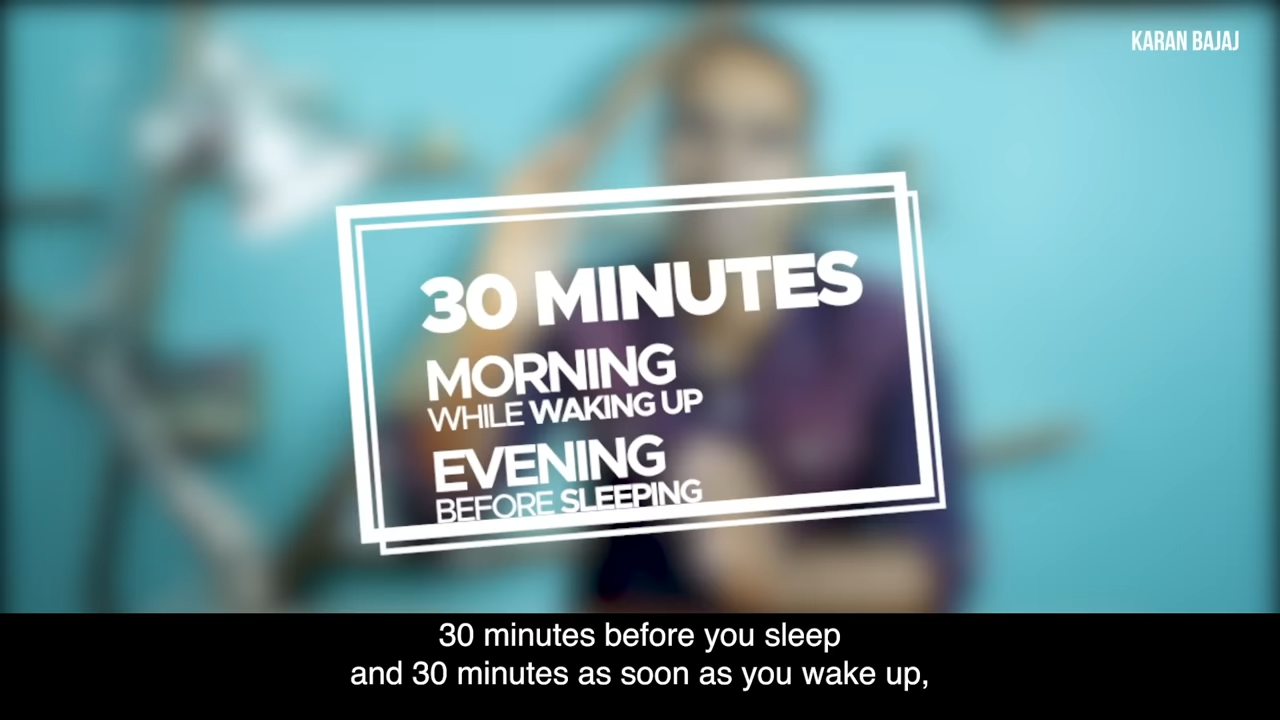 KARAN BAJAJ
30 MINUTES
MORNING
WHILE WAKING UP
EVENING
BEFORE SLEEPING
30 minutes before you sleep
and 30 minutes as soon as you wake up,